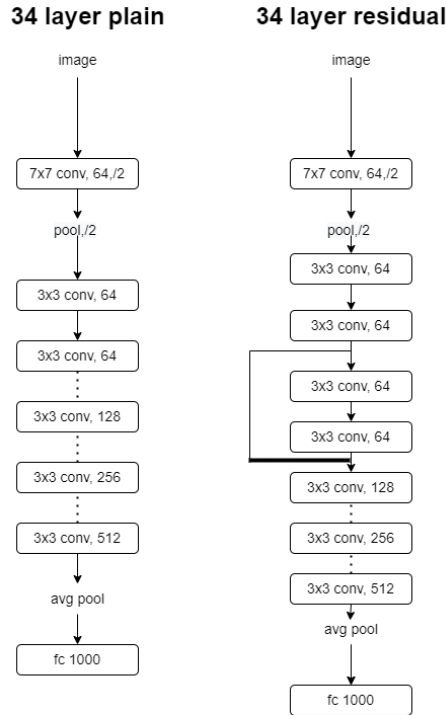 34 layer plain
image
7x7 conv, 64,/2
pool,/2
3x3 conv, 64
3x3 conv, 64
3x3 conv, 128
3x3 conv, 256
3x3 conv, 512
avg pool
fc 1000
34 layer residual
image
7x7 conv, 64,/2
pool,/2
3x3 conv, 64
3x3 conv, 64
3x3 conv, 64
3x3 conv, 64
3x3 conv, 128
3x3 conv, 256
3x3 conv, 512
avg pool
fc 1000